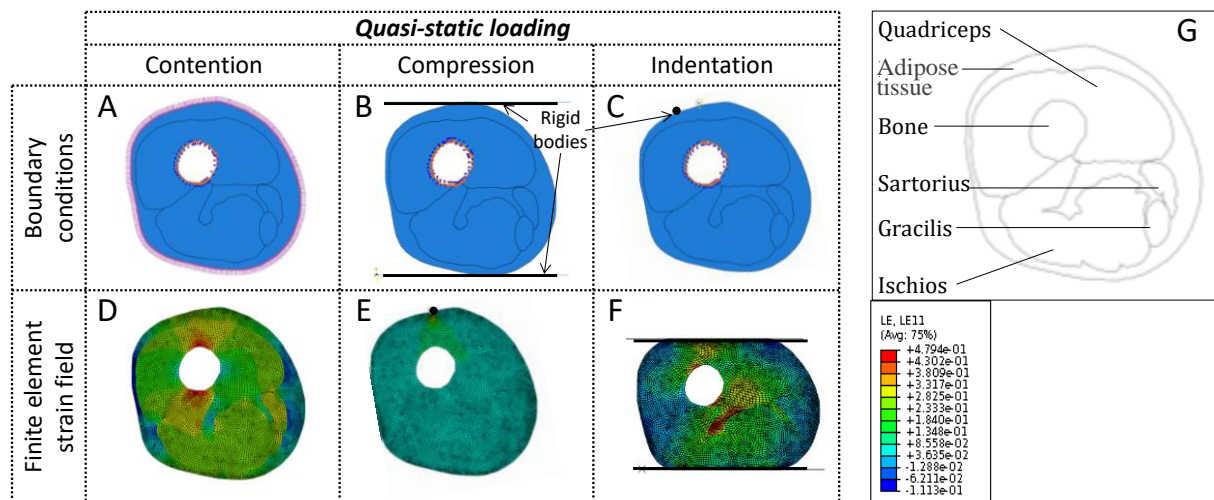 Quasi-static loading
Contention
Compression
Indentation
Boundary
conditions
A
B
Rigid
bodies
C
Finite element
strain field
D
E
F
G
Quadriceps
Adipose
tissue
Bone
Sartorius
Gracilis
Ischios
LE, LE11
(Avg: 75%)
+4.794e-01
+4.302e-01
+3.809e-01
+3.317e-01
+2.825e-01
+2.333e-01
+1.840e-01
+1.348e-01
+8.558e-02
+3.635e-02
-1.288e-02
-6.211e-02
-1.113e-01